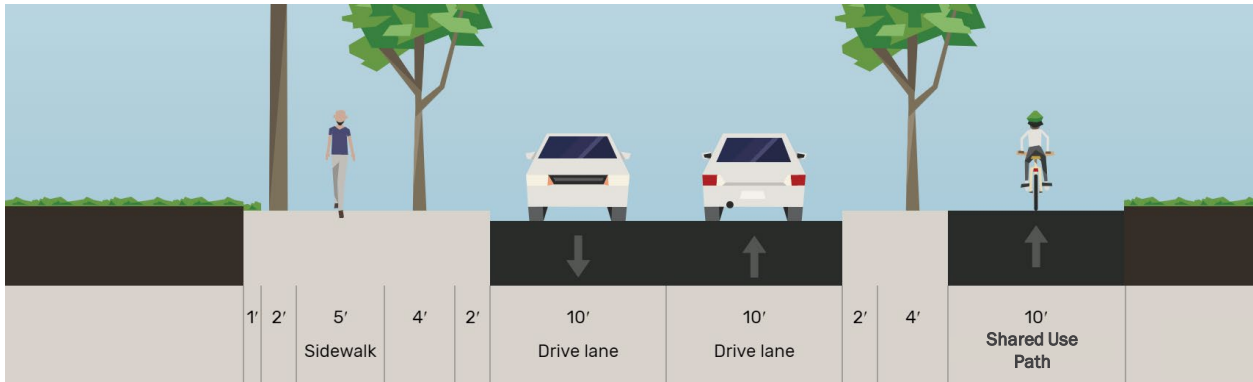 1′ 2′ 5′ 4′ 2′ 10′ 10′ 2′ 4′ 10′
Sidewalk Drive lane Drive lane Shared Use
Path